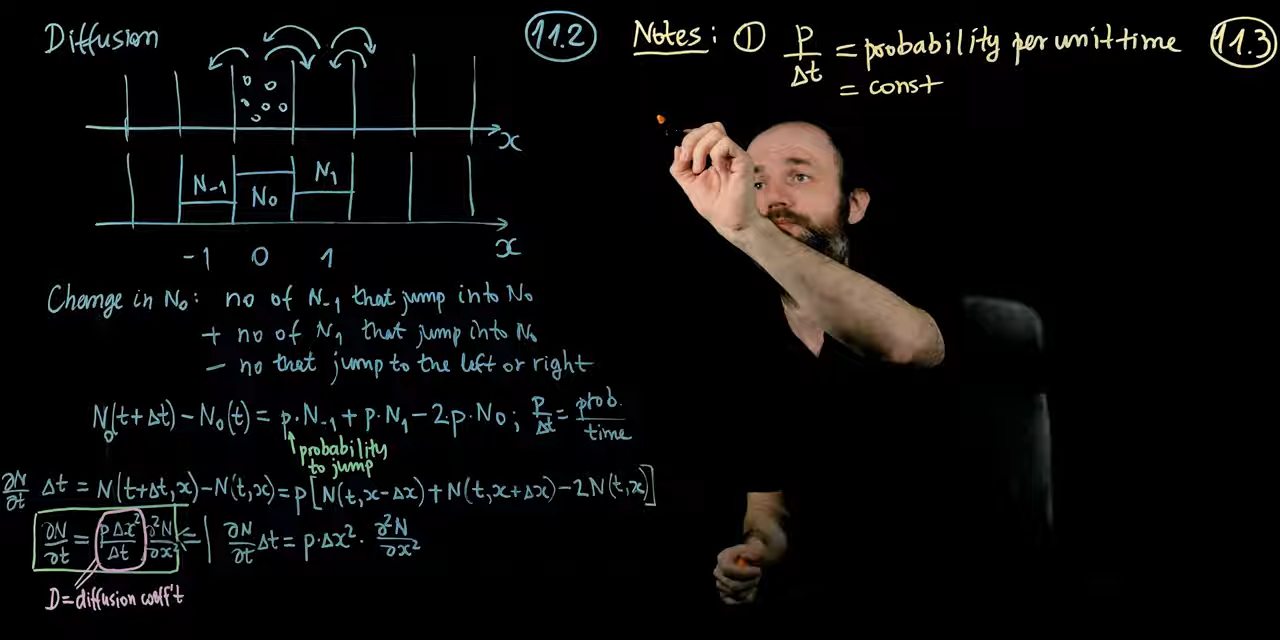 Diffusion
11.2
x
N₋₁ N₀ N₁
x
-1 0 1
Change in N₀: no of N₋₁ that jump into N₀
+ no of N₁ that jump into N₀
- no that jump to the left or right
N₀(t+Δt)-N₀(t) = p·N₋₁ + p·N₁ - 2·p·N₀; p/Δt = prob./time
probability
to jump
∂N/∂t Δt = N(t+Δt,x)-N(t,x) = p[N(t,x-Δx)+N(t,x+Δx)-2N(t,x)]
∂N/∂t = pΔx²/Δt ∂²N/∂x² <= | ∂N/∂t Δt = p·Δx²·∂²N/∂x²
D=diffusion coeff't
Notes: ① p/Δt = probability per unit time
11.3
= const